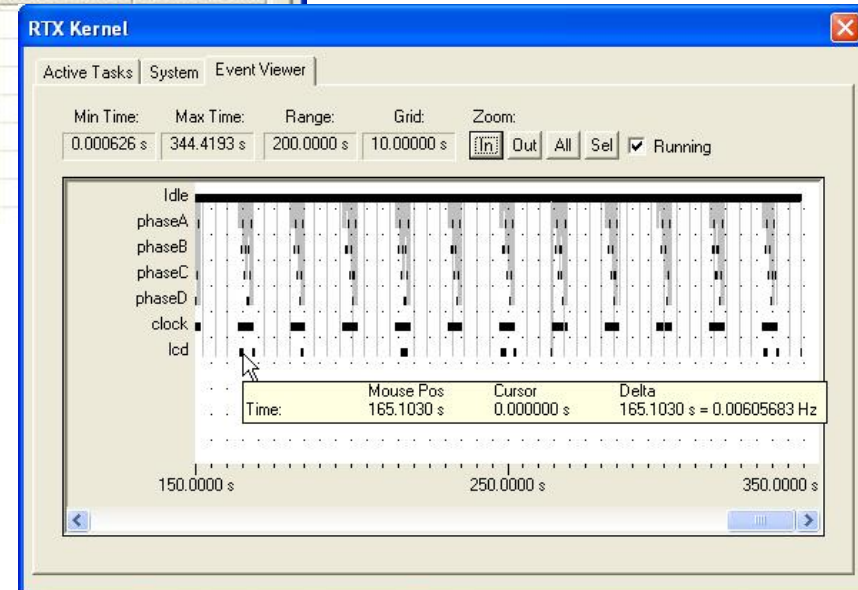 RTX Kernel
Active Tasks System Event Viewer
Min Time: Max Time: Range: Grid: Zoom:
0.000626 s 344.4193 s 200.0000 s 10.00000 s In Out All Sel Running
Idle
phaseA
phaseB
phaseC
phaseD
clock
lcd
Mouse Pos Cursor Delta
Time: 165.1030 s 0.000000 s 165.1030 s = 0.00605683 Hz
150.0000 s 250.0000 s 350.0000 s